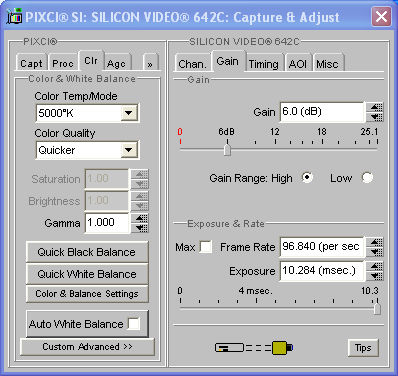 PIXCI® SI: SILICON VIDEO® 642C: Capture & Adjust
PIXCI®
Capt Proc Clr Agc »
Color & White Balance
Color Temp/Mode
5000°K
Color Quality
Quicker
Saturation 1.00
Brightness 1.00
Gamma 1.000
Quick Black Balance
Quick White Balance
Color & Balance Settings
Auto White Balance
Custom Advanced >>
SILICON VIDEO® 642C
Chan. Gain Timing AOI Misc
Gain
Gain 6.0 (dB)
0 6dB 12 18 25.1
Gain Range: High Low
Exposure & Rate
Max Frame Rate 96.840 (per sec
Exposure 10.284 (msec.)
0 4 msec. 10.3
Tips